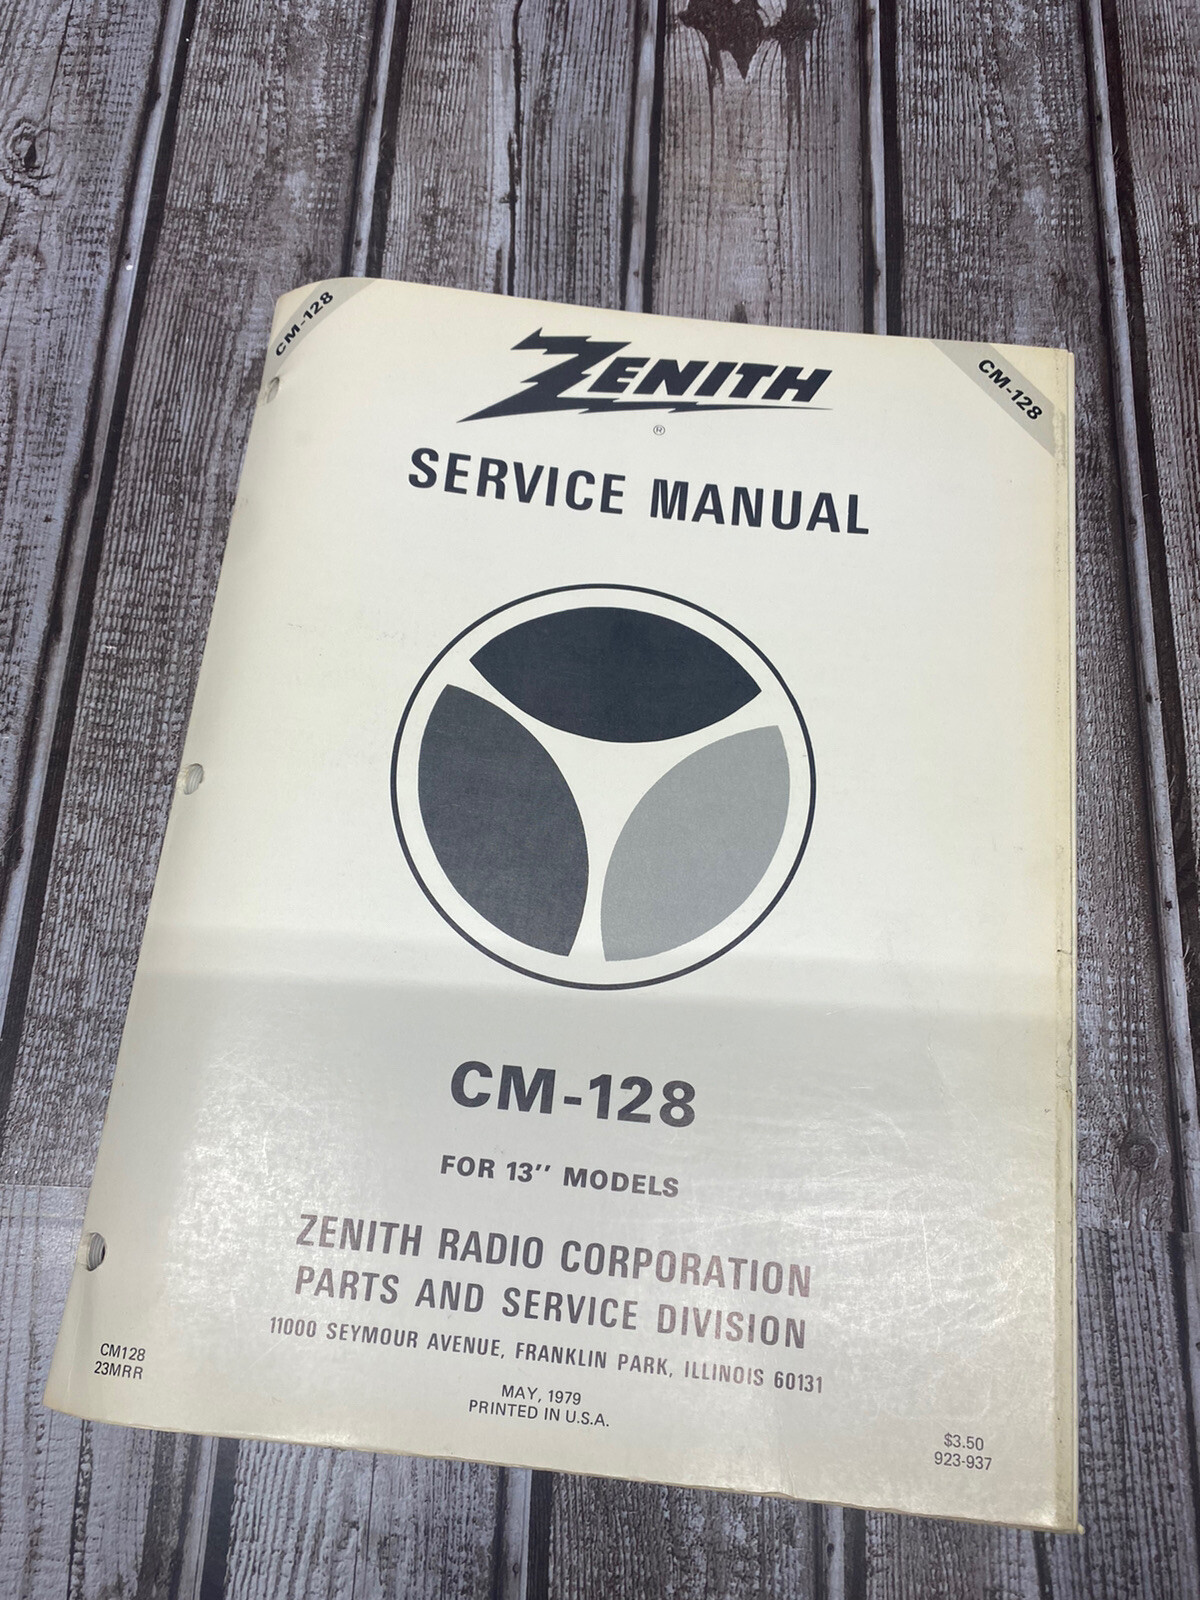 CM-128
CM-128
ZENITH
®
SERVICE MANUAL
CM-128
FOR 13" MODELS
ZENITH RADIO CORPORATION
PARTS AND SERVICE DIVISION
11000 SEYMOUR AVENUE, FRANKLIN PARK, ILLINOIS 60131
CM128
23MRR
MAY, 1979
PRINTED IN U.S.A.
$3.50
923-937